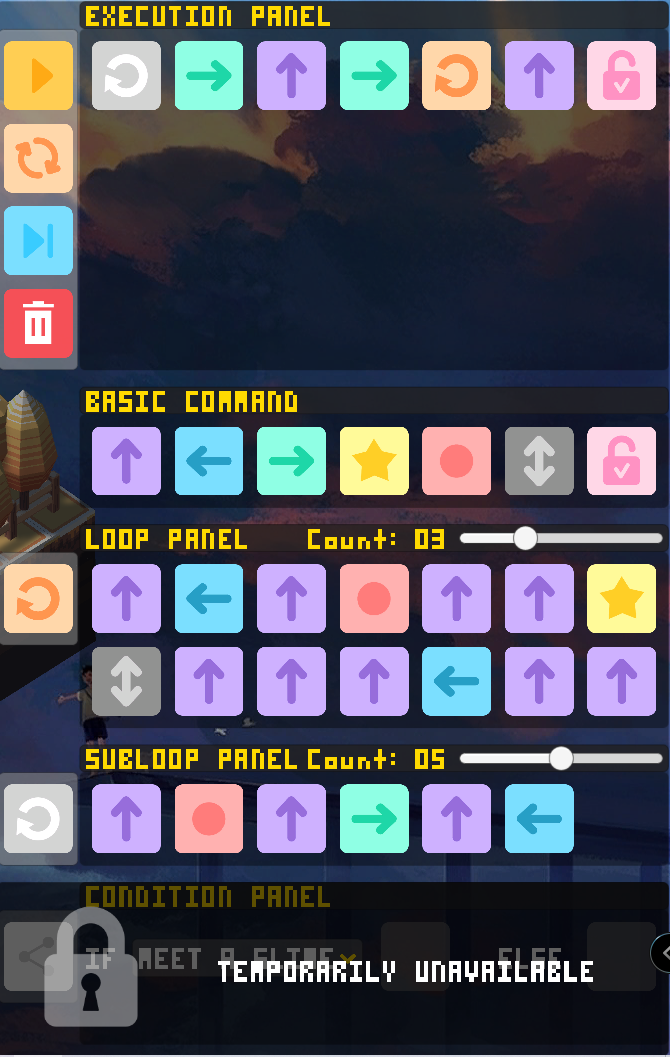 EXECUTION PANEL
BASIC COMMAND
LOOP PANEL Count: 03
SUBLOOP PANEL Count: 05
CONDITION PANEL
IF MEET A SLIME ELSE
TEMPORARILY UNAVAILABLE